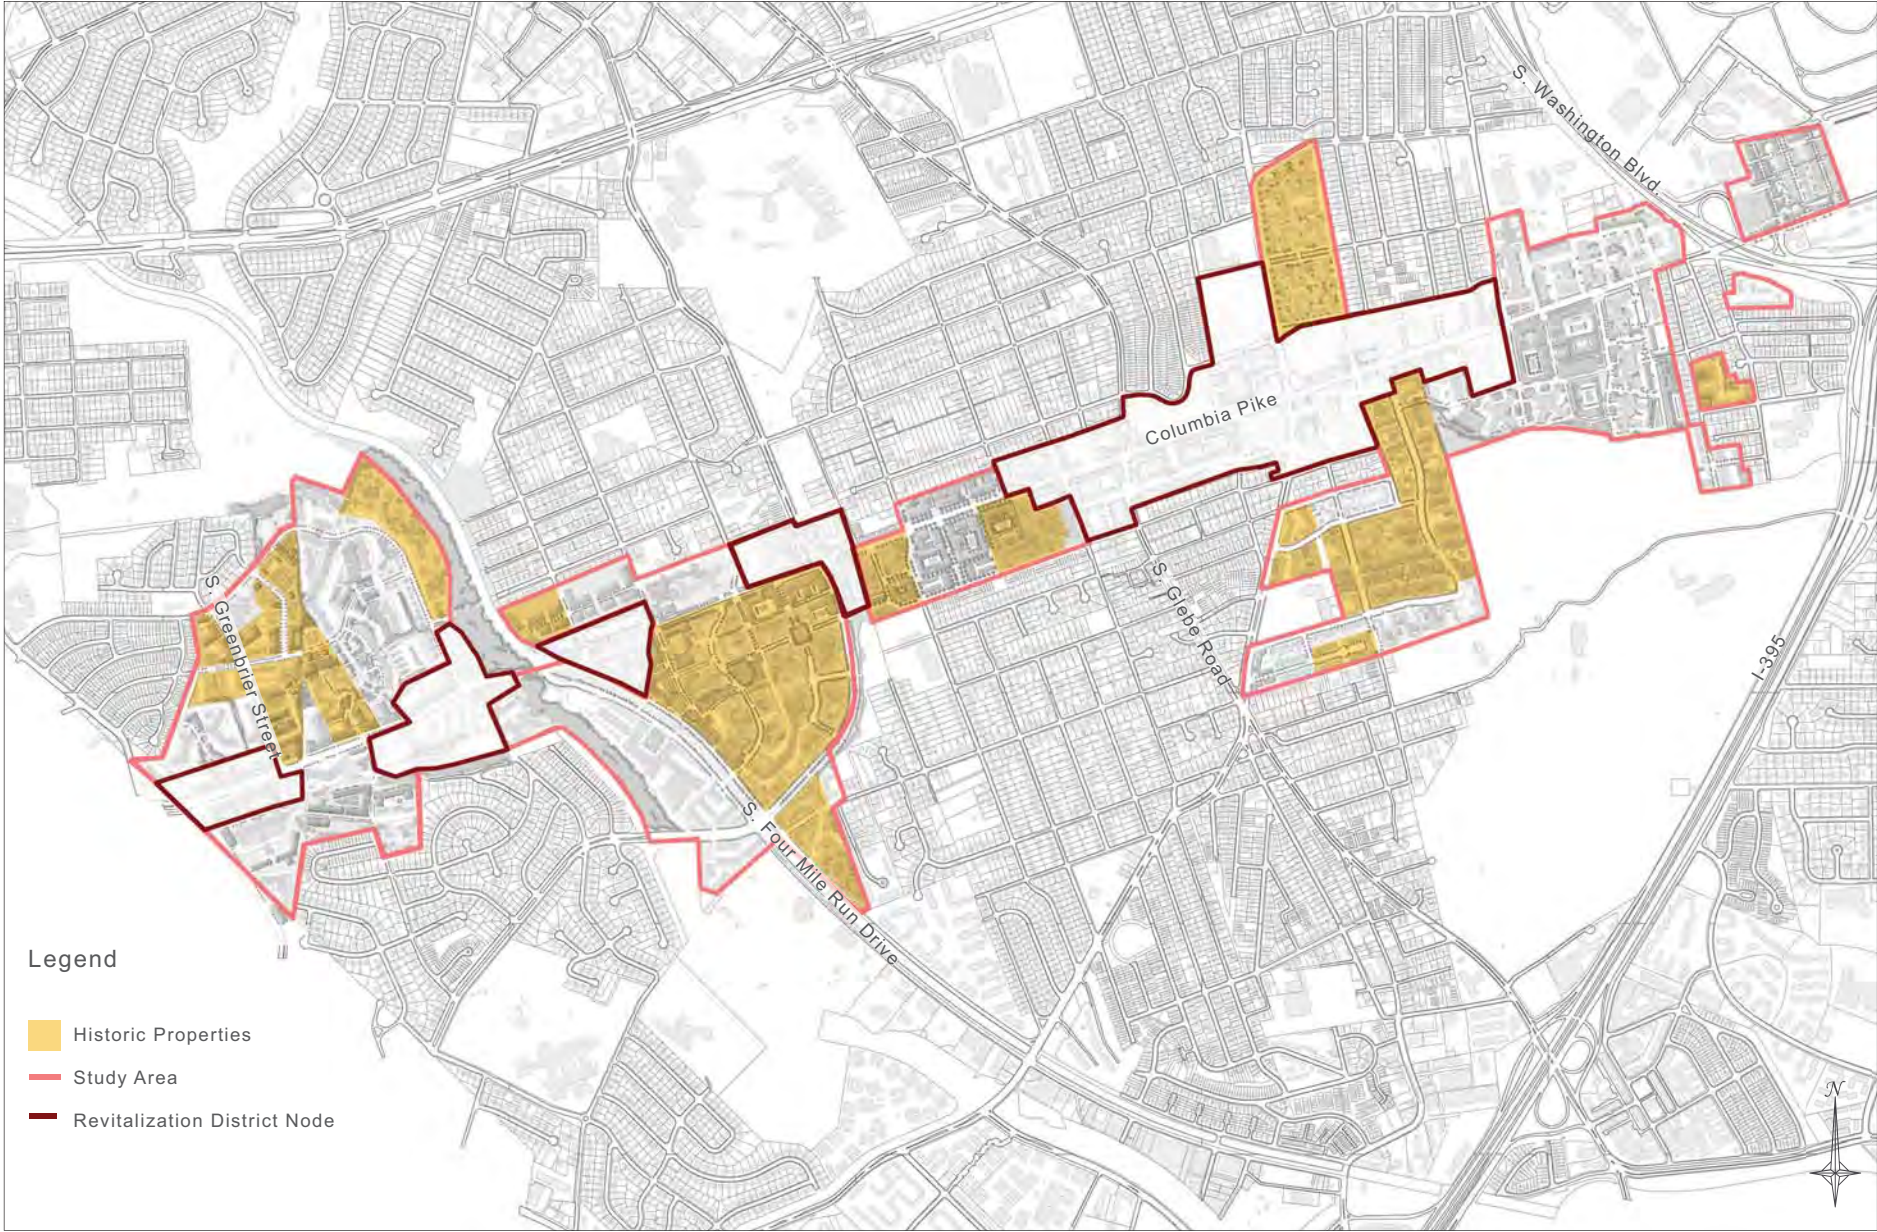 S. Washington Blvd.
Columbia Pike
S. Glebe Road
S. Greenbrier Street
I-395
S. Four Mile Run Drive
Legend
Historic Properties
Study Area
Revitalization District Node
N